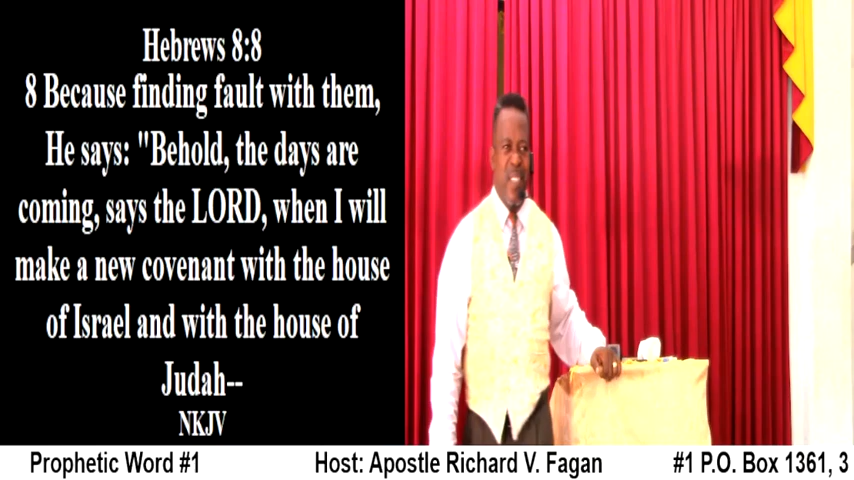 Hebrews 8:8
8 Because finding fault with them,
He says: "Behold, the days are
coming, says the LORD, when I will
make a new covenant with the house
of Israel and with the house of
Judah--
NKJV
Prophetic Word #1 Host: Apostle Richard V. Fagan #1 P.O. Box 1361, 3